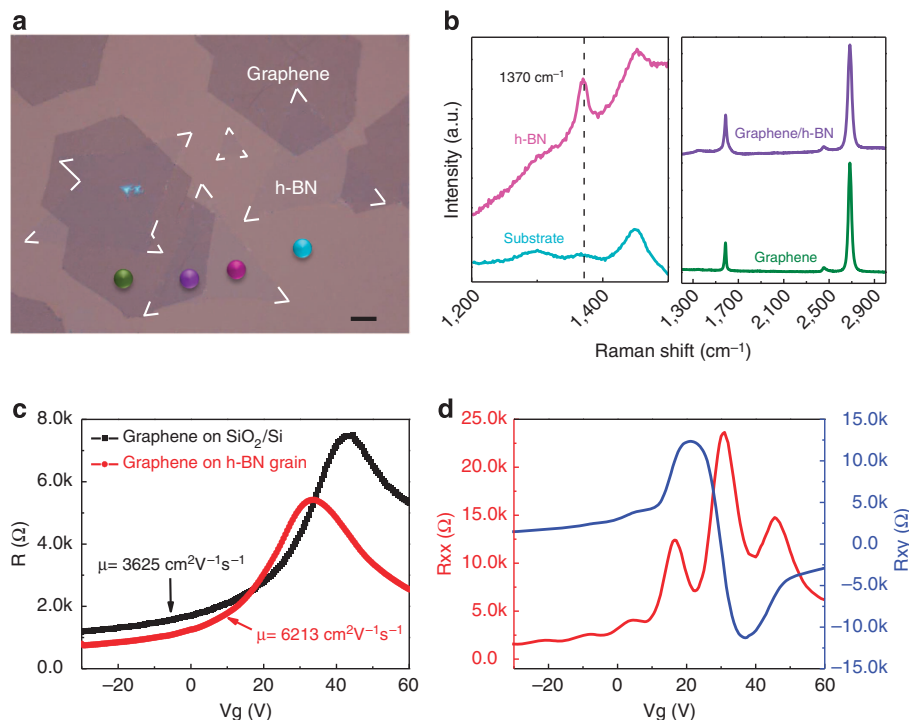 a
Graphene
h-BN
b
Intensity (a.u.)
1370 cm⁻¹
h-BN
Substrate
1,200
1,400
Graphene/h-BN
Graphene
1,300
1,700
2,100
2,500
2,900
Raman shift (cm⁻¹)
c
R (Ω)
8.0k
6.0k
4.0k
2.0k
0.0
Graphene on SiO₂/Si
Graphene on h-BN grain
μ= 3625 cm²V⁻¹s⁻¹
μ= 6213 cm²V⁻¹s⁻¹
−20
0
20
40
60
Vg (V)
d
Rxx (Ω)
25.0k
20.0k
15.0k
10.0k
5.0k
0.0
15.0k
10.0k
5.0k
0.0
−5.0k
−10.0k
−15.0k
Rxy (Ω)
−20
0
20
40
60
Vg (V)